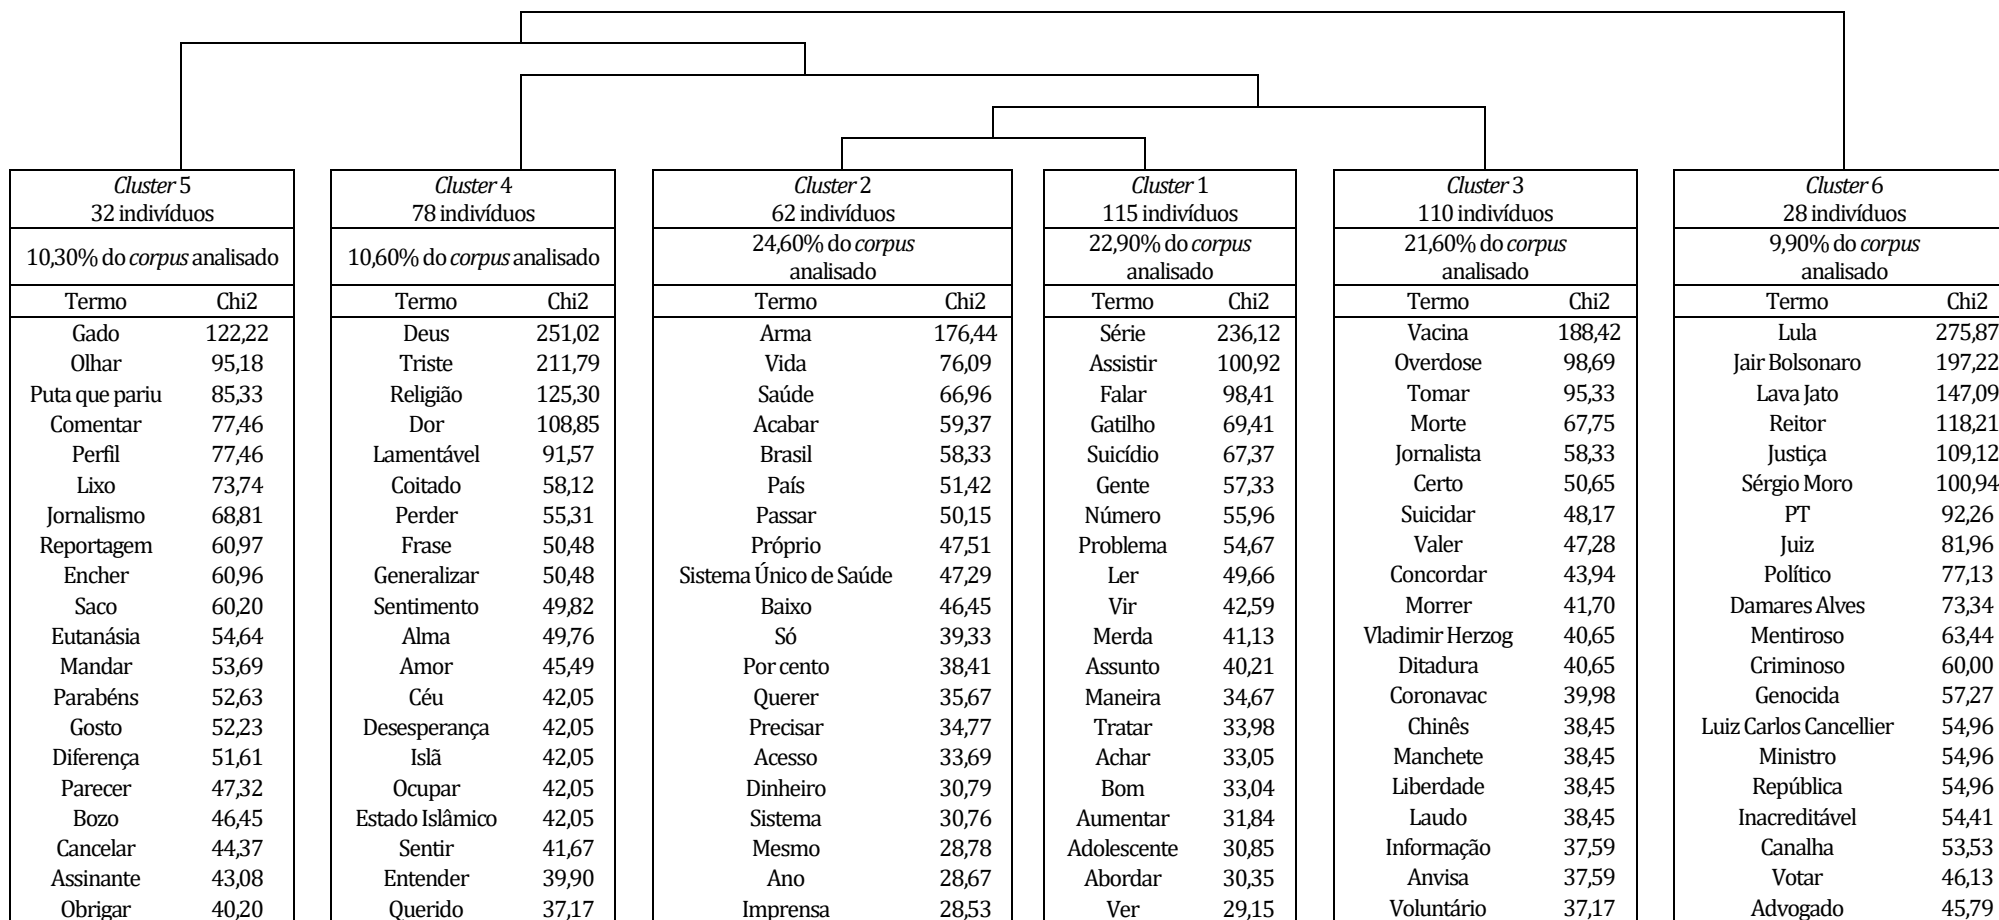 Cluster 5
32 indivíduos
10,30% do corpus analisado
Termo Chi2
Gado 122,22
Olhar 95,18
Puta que pariu 85,33
Comentar 77,46
Perfil 77,46
Lixo 73,74
Jornalismo 68,81
Reportagem 60,97
Encher 60,96
Saco 60,20
Eutanásia 54,64
Mandar 53,69
Parabéns 52,63
Gosto 52,23
Diferença 51,61
Parecer 47,32
Bozo 46,45
Cancelar 44,37
Assinante 43,08
Obrigar 40,20
Cluster 4
78 indivíduos
10,60% do corpus analisado
Termo Chi2
Deus 251,02
Triste 211,79
Religião 125,30
Dor 108,85
Lamentável 91,57
Coitado 58,12
Perder 55,31
Frase 50,48
Generalizar 50,48
Sentimento 49,82
Alma 49,76
Amor 45,49
Céu 42,05
Desesperança 42,05
Islã 42,05
Ocupar 42,05
Estado Islâmico 42,05
Sentir 41,67
Entender 39,90
Querido 37,17
Cluster 2
62 indivíduos
24,60% do corpus
analisado
Termo Chi2
Arma 176,44
Vida 76,09
Saúde 66,96
Acabar 59,37
Brasil 58,33
País 51,42
Passar 50,15
Próprio 47,51
Sistema Único de Saúde 47,29
Baixo 46,45
Só 39,33
Por cento 38,41
Querer 35,67
Precisar 34,77
Acesso 33,69
Dinheiro 30,79
Sistema 30,76
Mesmo 28,78
Ano 28,67
Imprensa 28,53
Cluster 1
115 indivíduos
22,90% do corpus
analisado
Termo Chi2
Série 236,12
Assistir 100,92
Falar 98,41
Gatilho 69,41
Suicídio 67,37
Gente 57,33
Número 55,96
Problema 54,67
Ler 49,66
Vir 42,59
Merda 41,13
Assunto 40,21
Maneira 34,67
Tratar 33,98
Achar 33,05
Bom 33,04
Aumentar 31,84
Adolescente 30,85
Abordar 30,35
Ver 29,15
Cluster 3
110 indivíduos
21,60% do corpus
analisado
Termo Chi2
Vacina 188,42
Overdose 98,69
Tomar 95,33
Morte 67,75
Jornalista 58,33
Certo 50,65
Suicidar 48,17
Valer 47,28
Concordar 43,94
Morrer 41,70
Vladimir Herzog 40,65
Ditadura 40,65
Coronavac 39,98
Chinês 38,45
Manchete 38,45
Liberdade 38,45
Laudo 38,45
Informação 37,59
Anvisa 37,59
Voluntário 37,17
Cluster 6
28 indivíduos
9,90% do corpus
analisado
Termo Chi2
Lula 275,87
Jair Bolsonaro 197,22
Lava Jato 147,09
Reitor 118,21
Justiça 109,12
Sérgio Moro 100,94
PT 92,26
Juiz 81,96
Político 77,13
Damares Alves 73,34
Mentiroso 63,44
Criminoso 60,00
Genocida 57,27
Luiz Carlos Cancellier 54,96
Ministro 54,96
República 54,96
Inacreditável 54,41
Canalha 53,53
Votar 46,13
Advogado 45,79